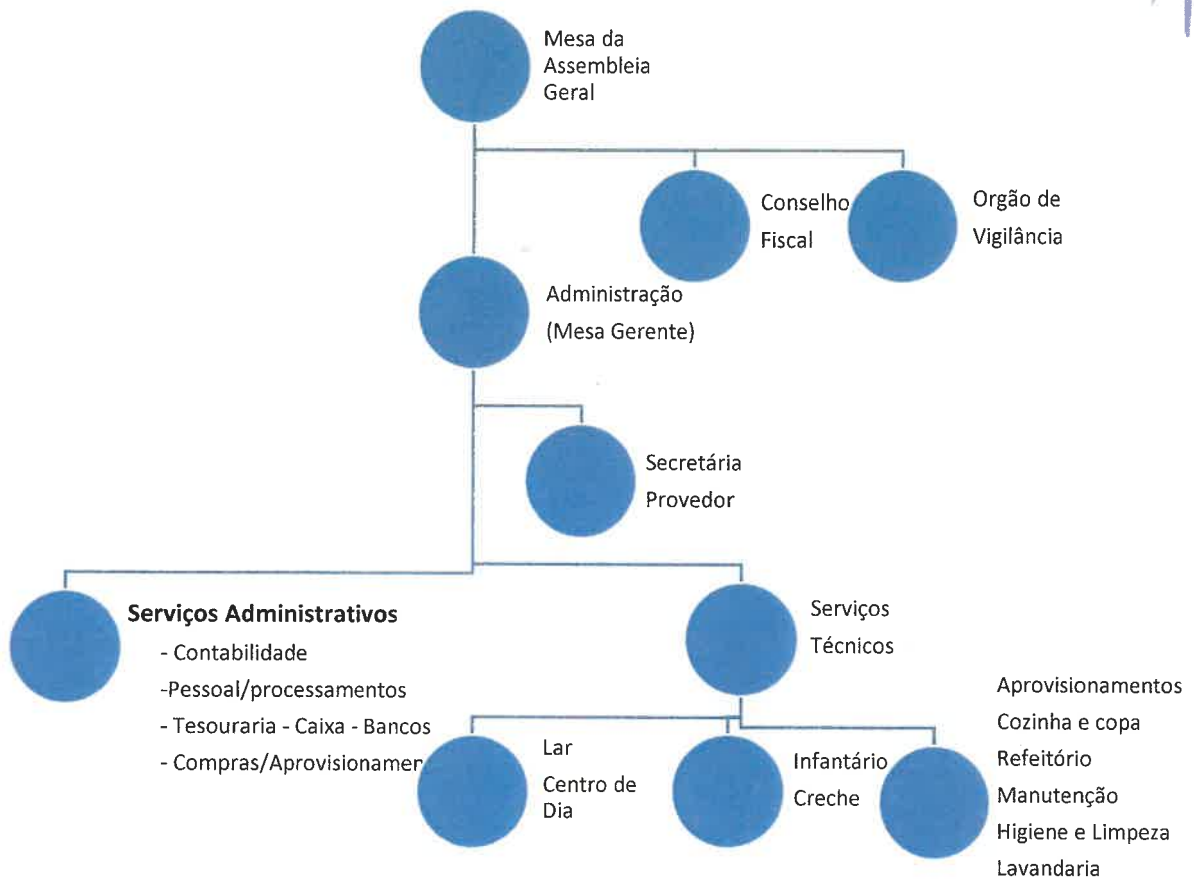 Mesa da
Assembleia
Geral
Conselho
Fiscal
Orgão de
Vigilância
Administração
(Mesa Gerente)
Secretária
Provedor
Serviços Administrativos
- Contabilidade
-Pessoal/processamentos
- Tesouraria - Caixa - Bancos
- Compras/Aprovisionamen
Serviços
Técnicos
Lar
Centro de
Dia
Infantário
Creche
Aprovisionamentos
Cozinha e copa
Refeitório
Manutenção
Higiene e Limpeza
Lavandaria